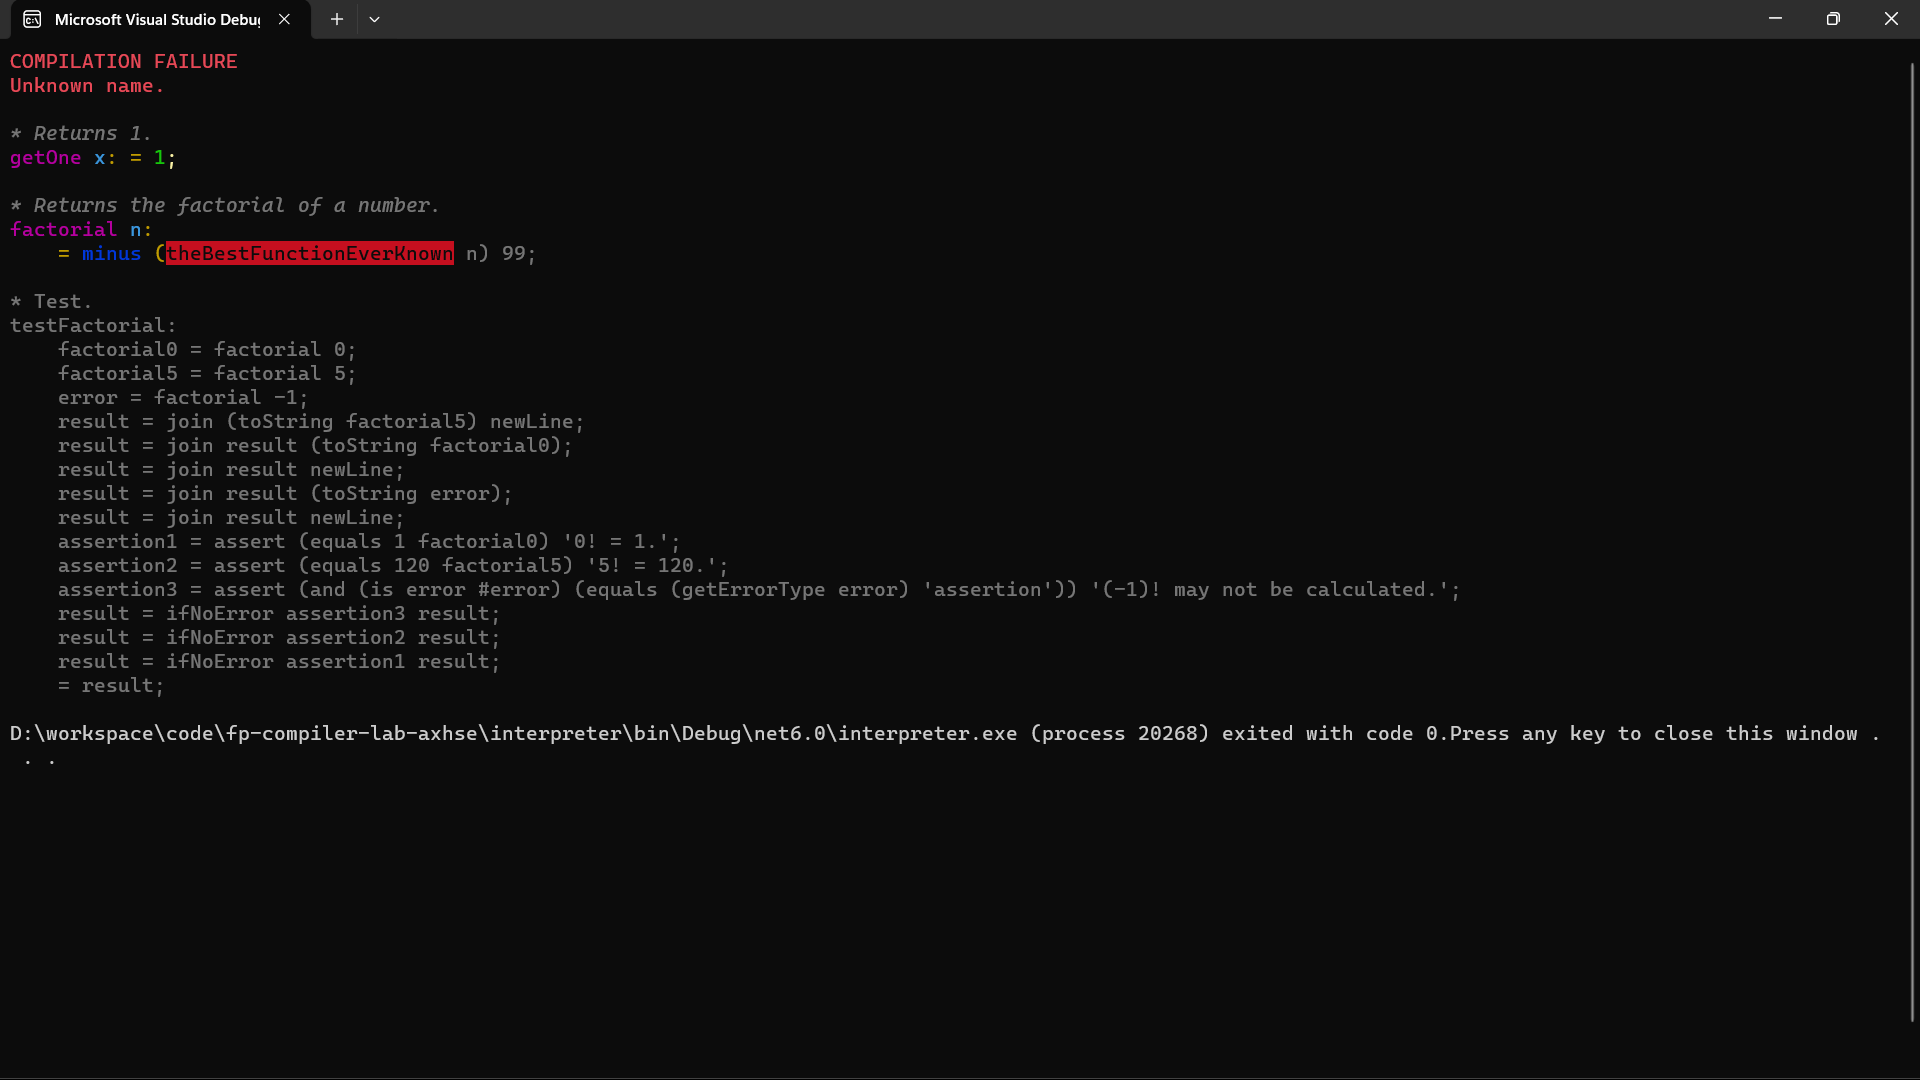 Microsoft Visual Studio Debug
COMPILATION FAILURE
Unknown name.
* Returns 1.
getOne x: = 1;
* Returns the factorial of a number.
factorial n:
    = minus (theBestFunctionEverKnown n) 99;
* Test.
testFactorial:
    factorial0 = factorial 0;
    factorial5 = factorial 5;
    error = factorial -1;
    result = join (toString factorial5) newLine;
    result = join result (toString factorial0);
    result = join result newLine;
    result = join result (toString error);
    result = join result newLine;
    assertion1 = assert (equals 1 factorial0) '0! = 1.';
    assertion2 = assert (equals 120 factorial5) '5! = 120.';
    assertion3 = assert (and (is error #error) (equals (getErrorType error) 'assertion')) '(-1)! may not be calculated.';
    result = ifNoError assertion3 result;
    result = ifNoError assertion2 result;
    result = ifNoError assertion1 result;
    = result;
D:\workspace\code\fp-compiler-lab-axhse\interpreter\bin\Debug\net6.0\interpreter.exe (process 20268) exited with code 0.Press any key to close this window .
 . .